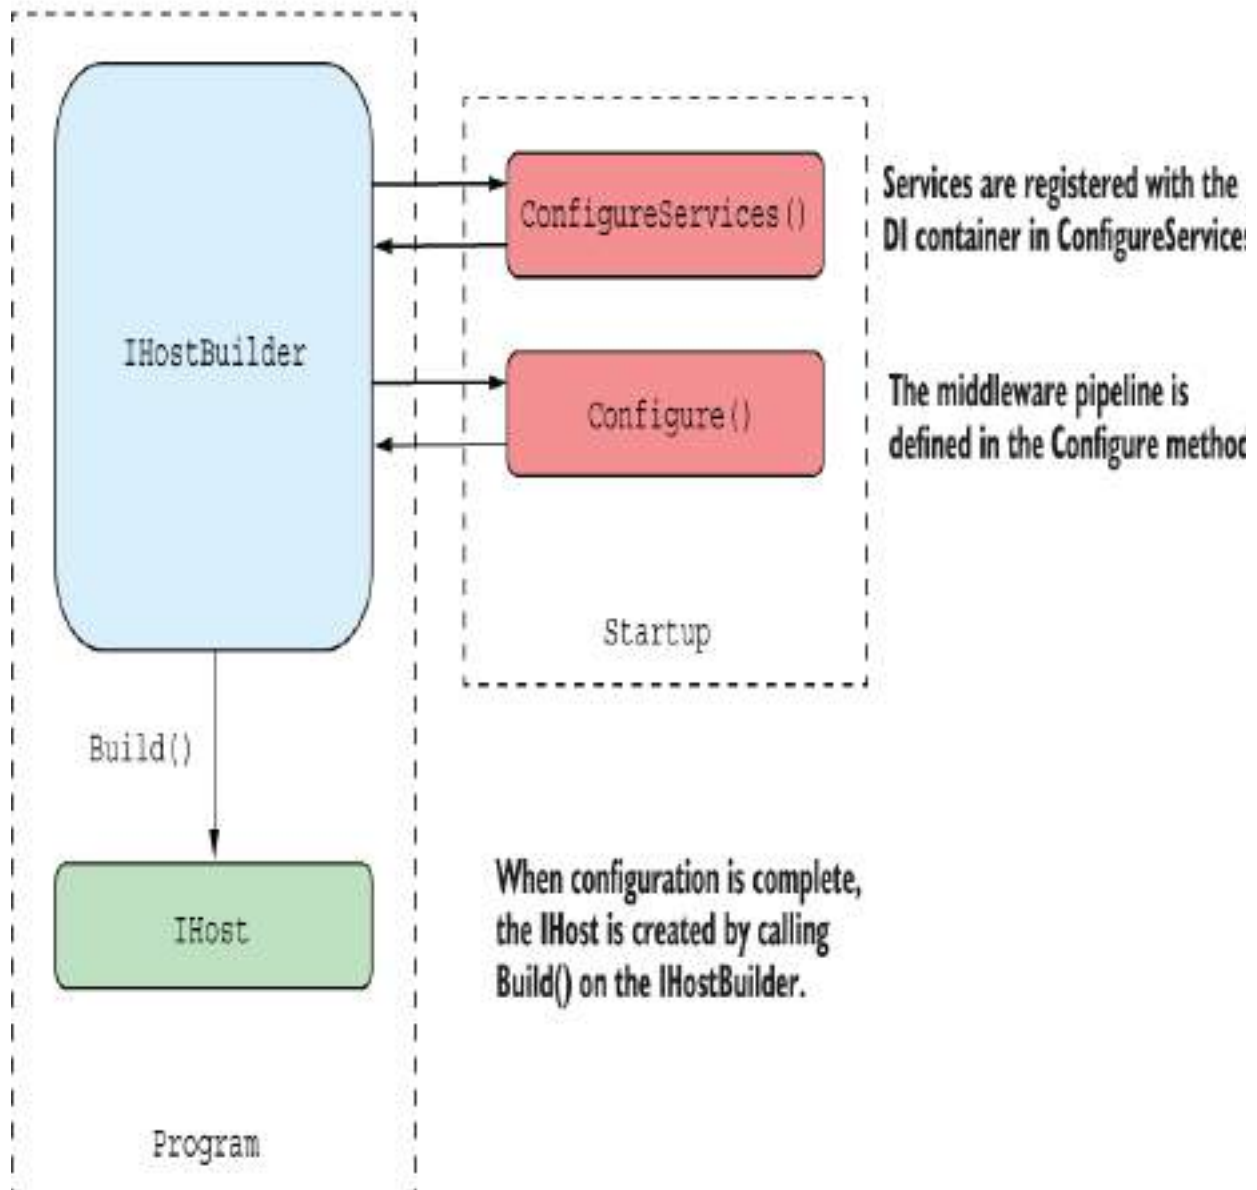 ConfigureServices()
Services are registered with the
DI container in ConfigureServices
IHostBuilder
Configure()
The middleware pipeline is
defined in the Configure method
Startup
Build()
When configuration is complete,
the IHost is created by calling
Build() on the IHostBuilder.
IHost
Program